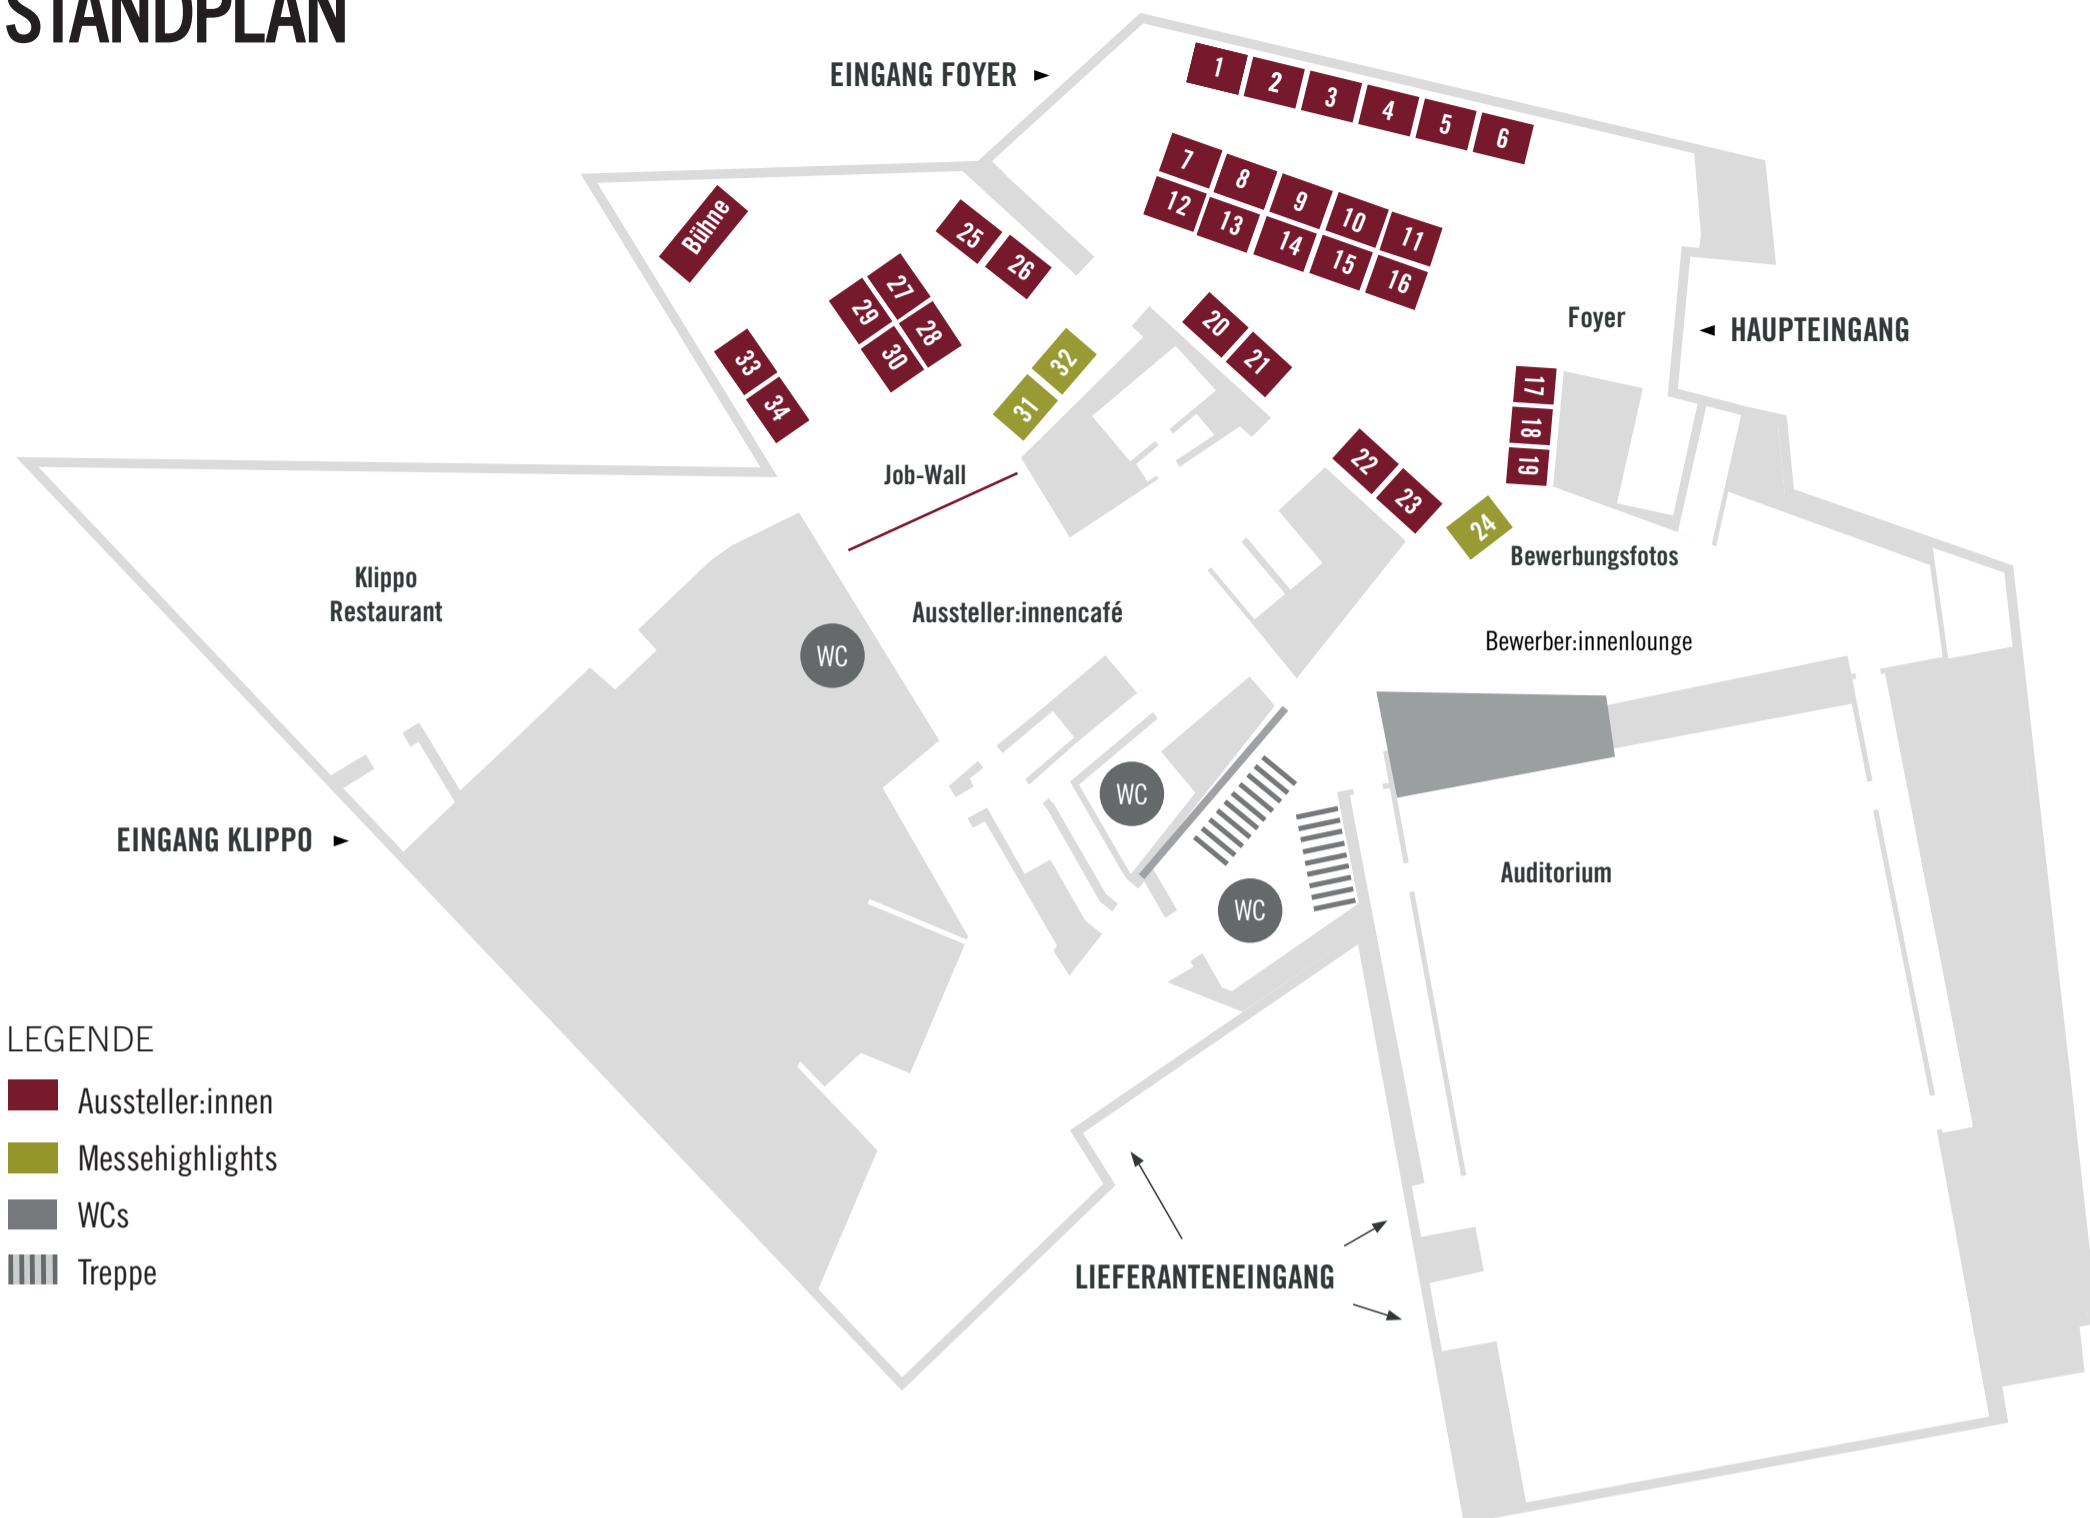 STANDPLAN
EINGANG FOYER
1
2
3
4
5
6
7
8
9
10
11
12
13
14
15
16
Bühne
25
26
27
28
29
30
33
34
32
31
20
21
Foyer
HAUPTEINGANG
17
18
19
22
23
24
Bewerbungsfotos
Job-Wall
Klippo
Restaurant
Aussteller:innencafé
Bewerber:innenlounge
WC
WC
WC
EINGANG KLIPPO
Auditorium
LIEFERANTENEINGANG
LEGENDE
Aussteller:innen
Messehighlights
WCs
Treppe